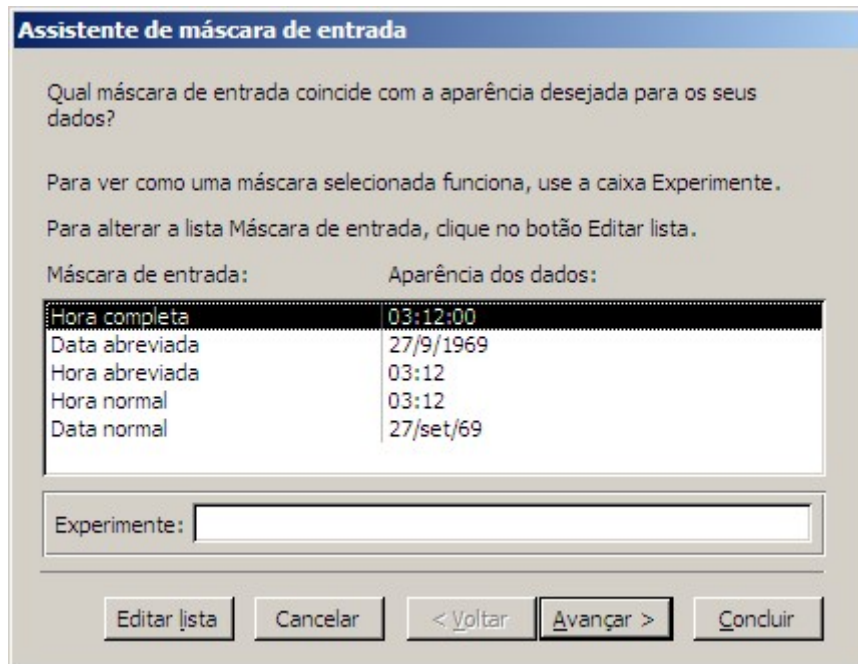 Assistente de máscara de entrada
Qual máscara de entrada coincide com a aparência desejada para os seus
dados?
Para ver como uma máscara selecionada funciona, use a caixa Experimente.
Para alterar a lista Máscara de entrada, clique no botão Editar lista.
Máscara de entrada: Aparência dos dados:
Hora completa 03:12:00
Data abreviada 27/9/1969
Hora abreviada 03:12
Hora normal 03:12
Data normal 27/set/69
Experimente:
Editar lista Cancelar < Voltar Avançar > Concluir